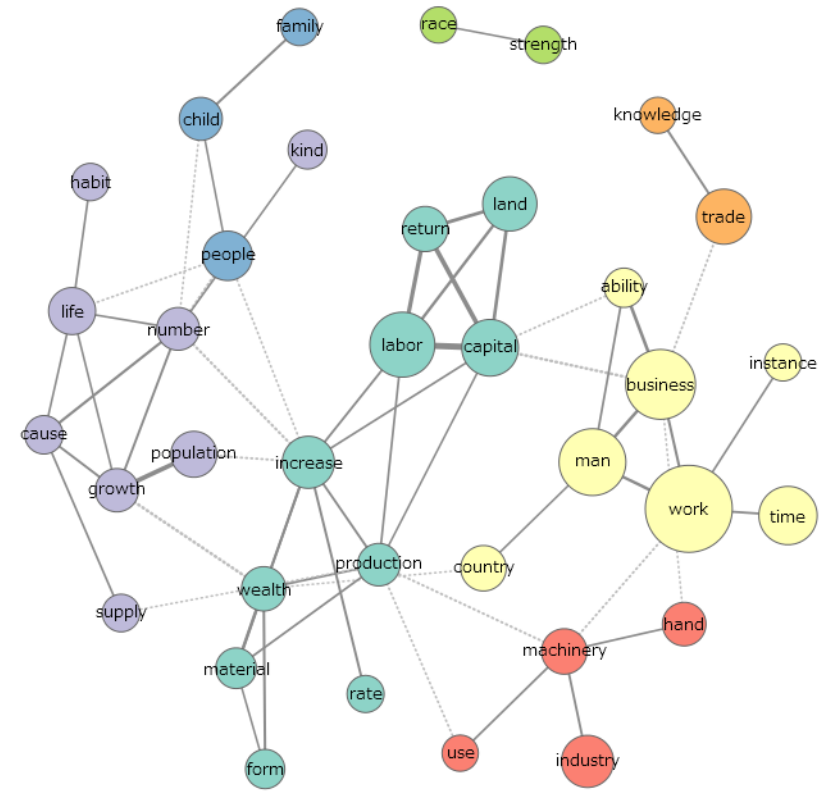 race
family
strength
knowledge
child
kind
habit
land
trade
return
people
ability
life
number
labor
capital
instance
business
cause
population
increase
man
growth
work
time
production
country
wealth
supply
hand
machinery
material
rate
use
industry
form